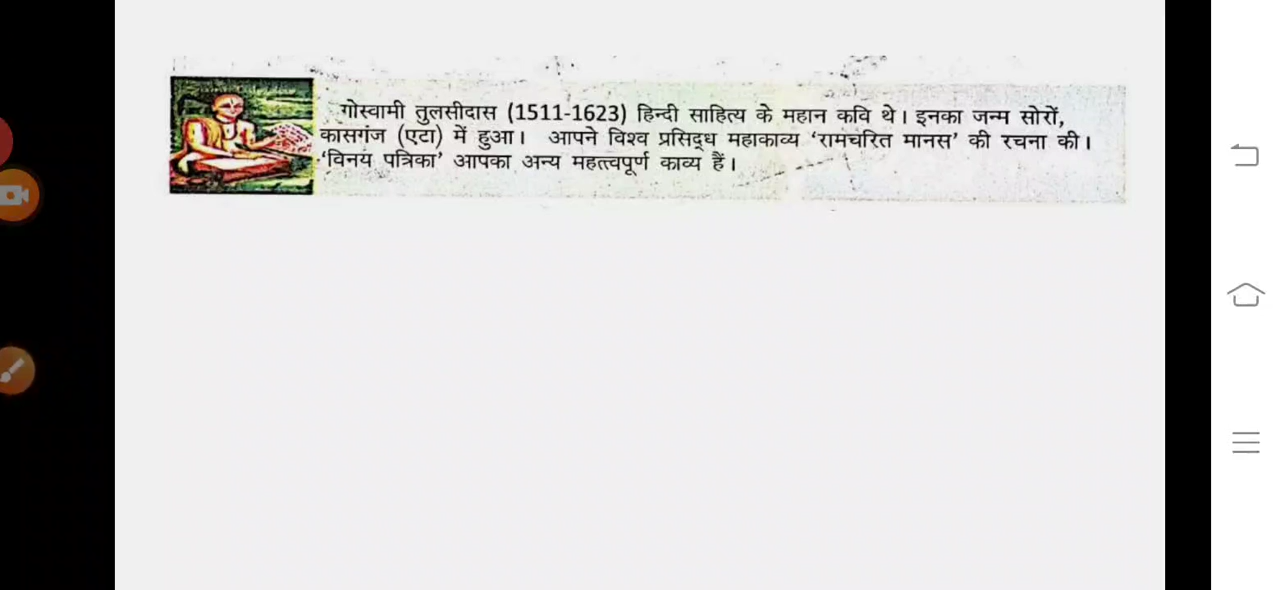 गोस्वामी तुलसीदास (1511-1623) हिन्दी साहित्य के महान कवि थे। इनका जन्म सोरों,
कासगंज (एटा) में हुआ। आपने विश्व प्रसिद्ध महाकाव्य ‘रामचरित मानस’ की रचना की।
‘विनय पत्रिका’ आपका अन्य महत्त्वपूर्ण काव्य हैं।